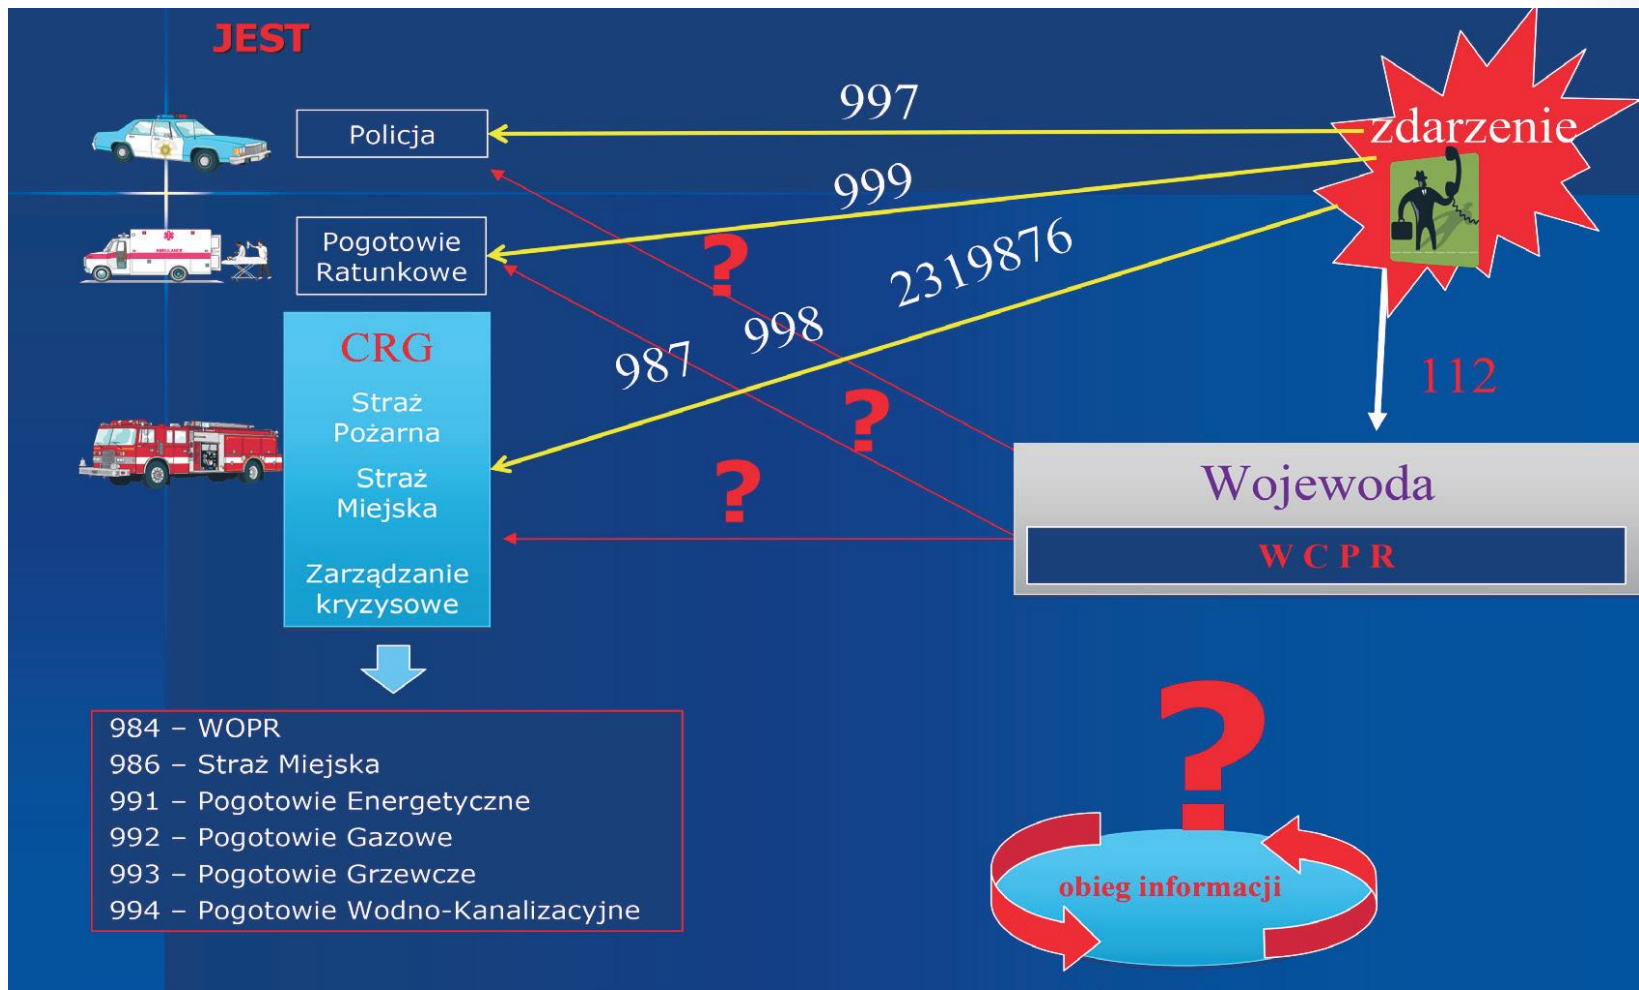 JEST
997
zdarzenie
Policja
999
Pogotowie
Ratunkowe
?
2319876
998
987
CRG
112
Straż
Pożarna
?
Straż
Miejska
?
Wojewoda
W C P R
Zarządzanie
kryzysowe
984 – WOPR
986 – Straż Miejska
991 – Pogotowie Energetyczne
992 – Pogotowie Gazowe
993 – Pogotowie Grzewcze
994 – Pogotowie Wodno-Kanalizacyjne
?
obieg informacji